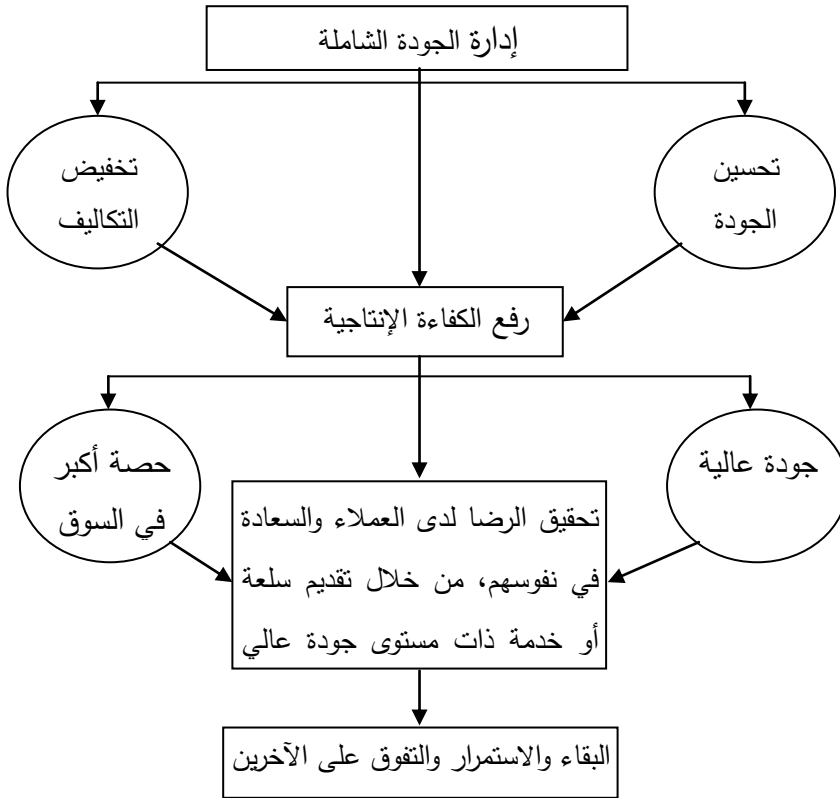 إدارة الجودة الشاملة
تحسين
الجودة
تخفيض
التكاليف
رفع الكفاءة الإنتاجية
جودة عالية
حصة أكبر
في السوق
تحقيق الرضا لدى العملاء والسعادة
في نفوسهم، من خلال تقديم سلعة
أو خدمة ذات مستوى جودة عالي
البقاء والاستمرار والتفوق على الآخرين